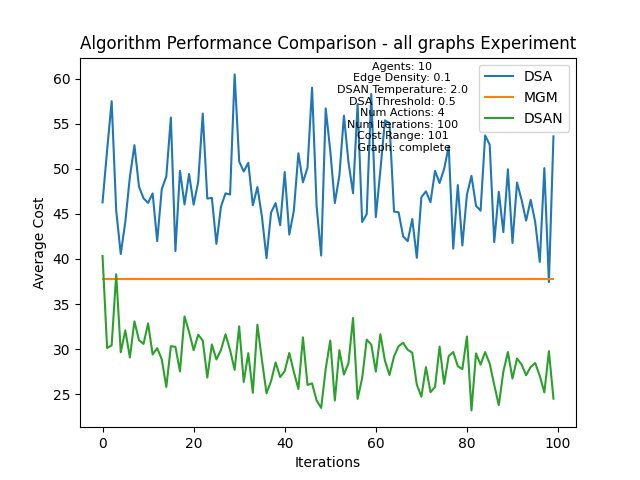 Algorithm Performance Comparison - all graphs Experiment
Agents: 10
Edge Density: 0.1
DSAN Temperature: 2.0
DSA Threshold: 0.5
Num Actions: 4
Num Iterations: 100
Cost Range: 101
Graph: complete
DSA
MGM
DSAN
Average Cost
60
55
50
45
40
35
30
25
0
20
40
60
80
100
Iterations